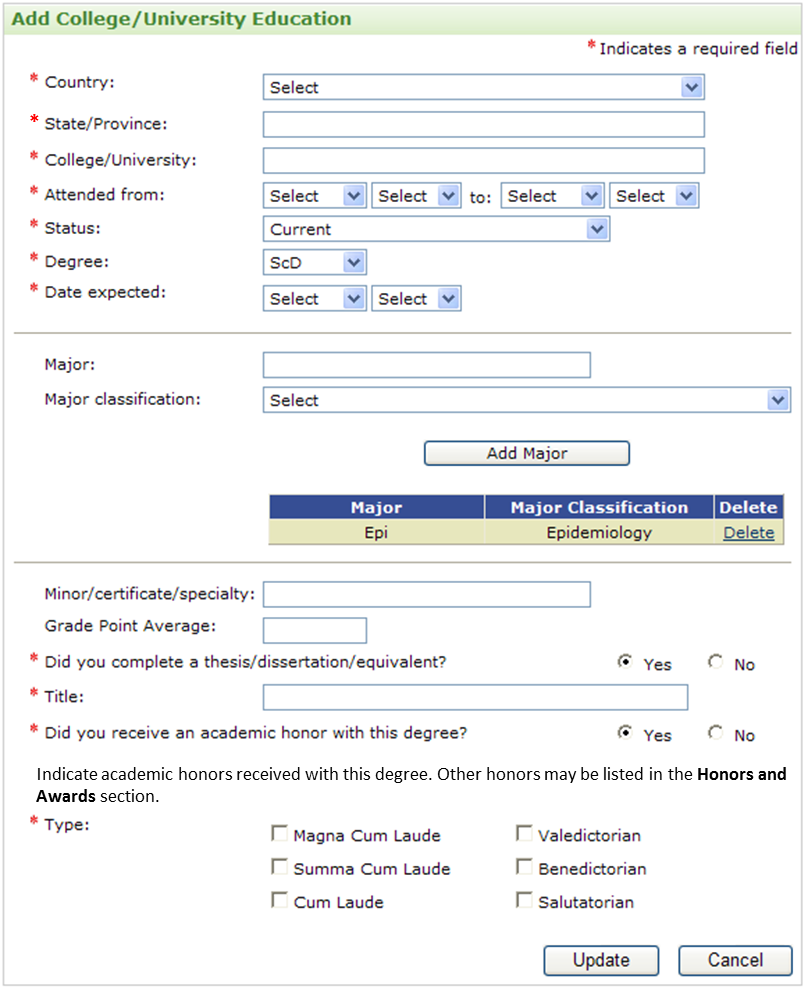 Add College/University Education
* Indicates a required field
* Country: Select
* State/Province:
* College/University:
* Attended from: Select Select to: Select Select
* Status: Current
* Degree: ScD
* Date expected: Select Select
Major:
Major classification: Select
Add Major
Major Major Classification Delete
Epi Epidemiology Delete
Minor/certificate/specialty:
Grade Point Average:
* Did you complete a thesis/dissertation/equivalent? Yes No
* Title:
* Did you receive an academic honor with this degree? Yes No
Indicate academic honors received with this degree. Other honors may be listed in the Honors and
Awards section.
* Type:
Magna Cum Laude Valedictorian
Summa Cum Laude Benedictorian
Cum Laude Salutatorian
Update Cancel